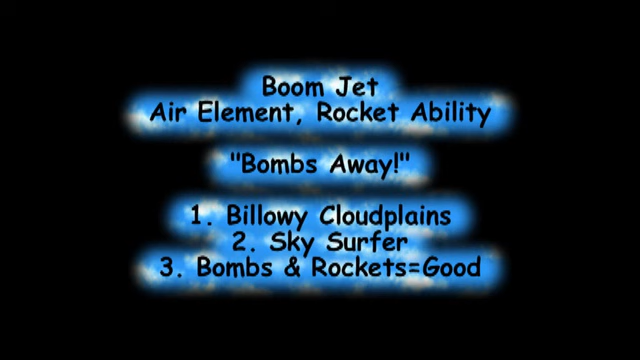 Boom Jet
Air Element, Rocket Ability
"Bombs Away!"
1. Billowy Cloudplains
2. Sky Surfer
3. Bombs & Rockets=Good